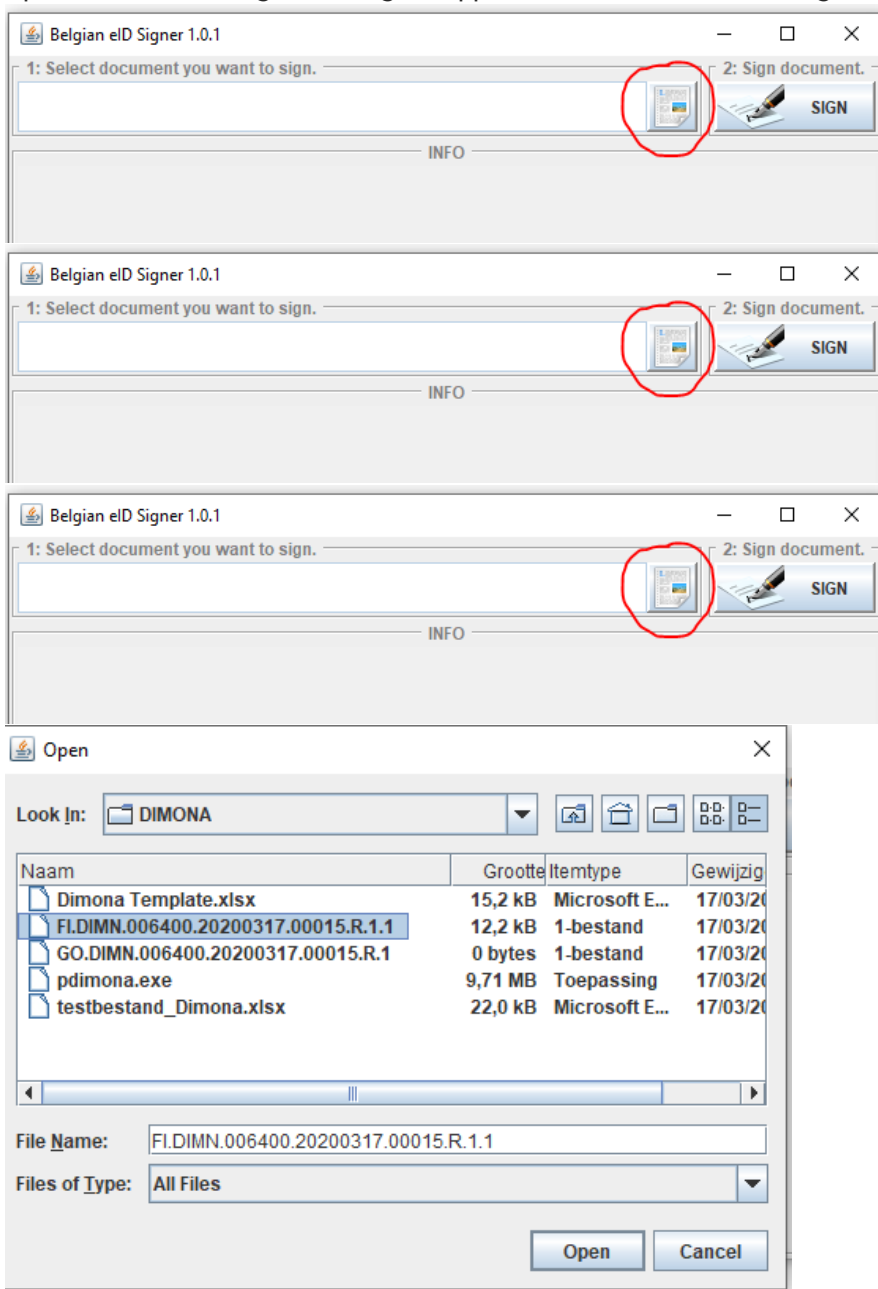 Belgian eID Signer 1.0.1
1: Select document you want to sign. 2: Sign document.
SIGN
INFO
Belgian eID Signer 1.0.1
1: Select document you want to sign. 2: Sign document.
SIGN
INFO
Belgian eID Signer 1.0.1
1: Select document you want to sign. 2: Sign document.
SIGN
INFO
Open
Look In: DIMONA
Naam Grootte Itemtype Gewijzig
Dimona Template.xlsx 15,2 kB Microsoft E... 17/03/20
FI.DIMN.006400.20200317.00015.R.1.1 12,2 kB 1-bestand 17/03/20
GO.DIMN.006400.20200317.00015.R.1 0 bytes 1-bestand 17/03/20
pdimona.exe 9,71 MB Toepassing 17/03/20
testbestand_Dimona.xlsx 22,0 kB Microsoft E... 17/03/20
File Name: FI.DIMN.006400.20200317.00015.R.1.1
Files of Type: All Files
Open Cancel